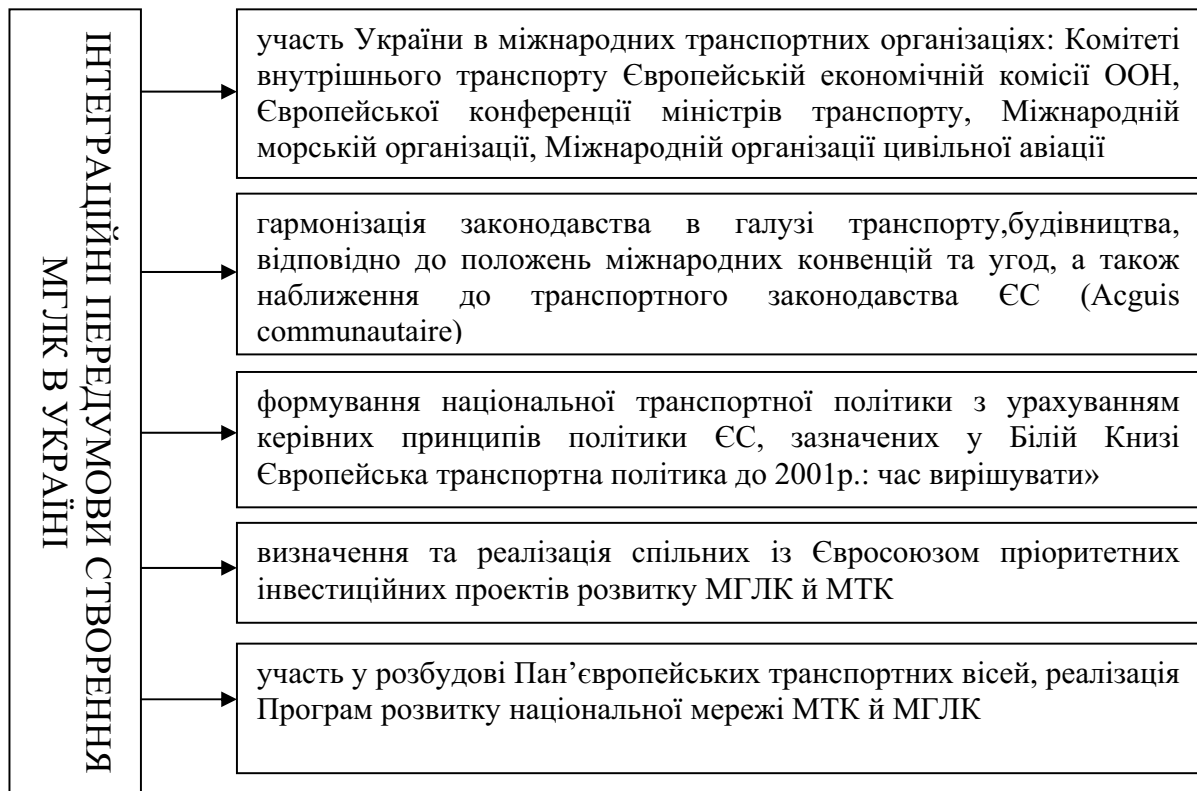 ІНТЕГРАЦІЙНІ ПЕРЕДУМОВИ СТВОРЕННЯ
МГЛК В УКРАЇНІ
участь України в міжнародних транспортних організаціях: Комітеті
внутрішнього транспорту Європейській економічній комісії ООН,
Європейської конференції міністрів транспорту, Міжнародній
морській організації, Міжнародній організації цивільної авіації
гармонізація законодавства в галузі транспорту,будівництва,
відповідно до положень міжнародних конвенцій та угод, а також
наближення до транспортного законодавства ЄС (Acguis
communautaire)
формування національної транспортної політики з урахуванням
керівних принципів політики ЄС, зазначених у Білій Книзі
Європейська транспортна політика до 2001р.: час вирішувати»
визначення та реалізація спільних із Євросоюзом пріоритетних
інвестиційних проектів розвитку МГЛК й МТК
участь у розбудові Пан’європейських транспортних вісей, реалізація
Програм розвитку національної мережі МТК й МГЛК